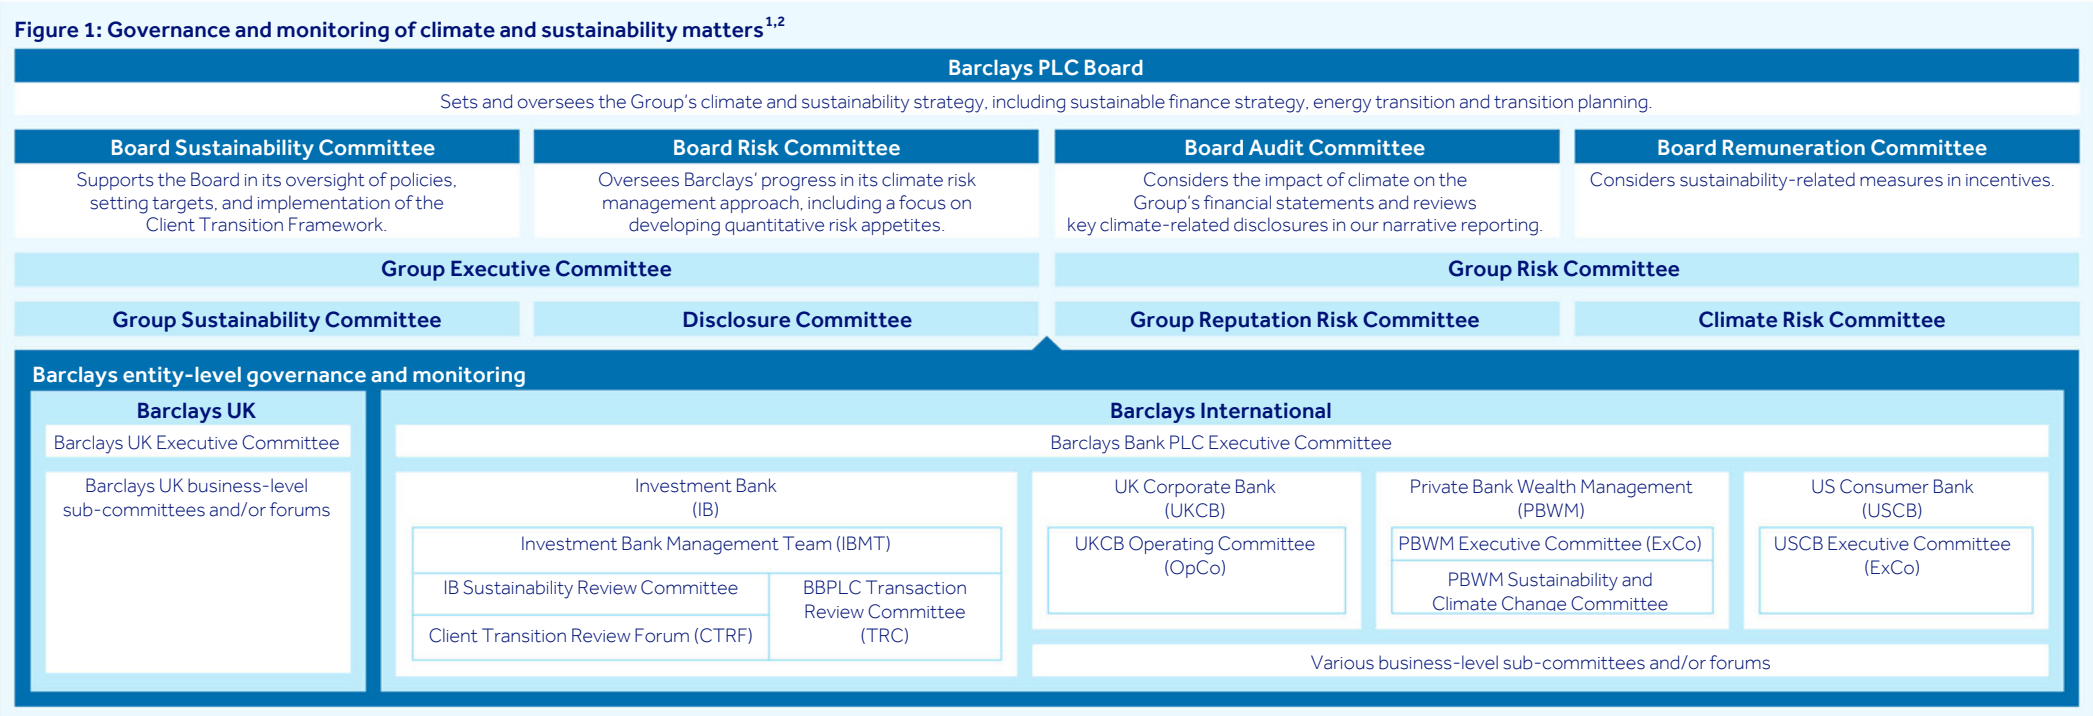 Figure 1: Governance and monitoring of climate and sustainability matters1,2
Barclays PLC Board
Sets and oversees the Group's climate and sustainability strategy, including sustainable finance strategy, energy transition and transition planning.
Board Sustainability Committee
Supports the Board in its oversight of policies,
setting targets, and implementation of the
Client Transition Framework.
Board Risk Committee
Oversees Barclays' progress in its climate risk
management approach, including a focus on
developing quantitative risk appetites.
Board Audit Committee
Considers the impact of climate on the
Group's financial statements and reviews
key climate-related disclosures in our narrative reporting.
Board Remuneration Committee
Considers sustainability-related measures in incentives.
Group Executive Committee
Group Risk Committee
Group Sustainability Committee
Disclosure Committee
Group Reputation Risk Committee
Climate Risk Committee
Barclays entity-level governance and monitoring
Barclays UK
Barclays UK Executive Committee
Barclays UK business-level
sub-committees and/or forums
Barclays International
Barclays Bank PLC Executive Committee
Investment Bank
(IB)
Investment Bank Management Team (IBMT)
IB Sustainability Review Committee
Client Transition Review Forum (CTRF)
BBPLC Transaction
Review Committee
(TRC)
UK Corporate Bank
(UKCB)
UKCB Operating Committee
(OpCo)
Private Bank Wealth Management
(PBWM)
PBWM Executive Committee (ExCo)
PBWM Sustainability and
Climate Change Committee
US Consumer Bank
(USCB)
USCB Executive Committee
(ExCo)
Various business-level sub-committees and/or forums